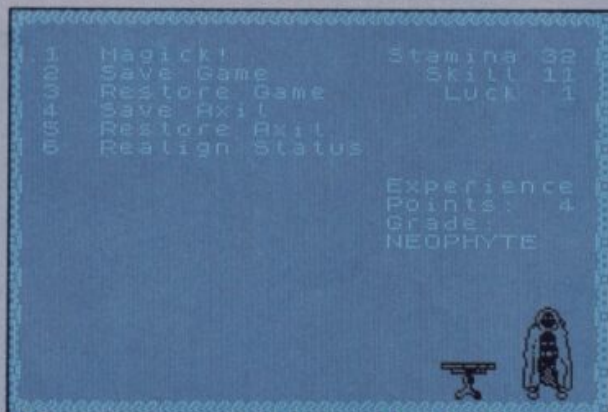 1 Magick! Stamina 32
2 Save Game Skill 11
3 Restore Game Luck 1
4 Save Axil
5 Restore Axil
6 Realign Status
Experience
Points: 4
Grade:
NEOPHYTE